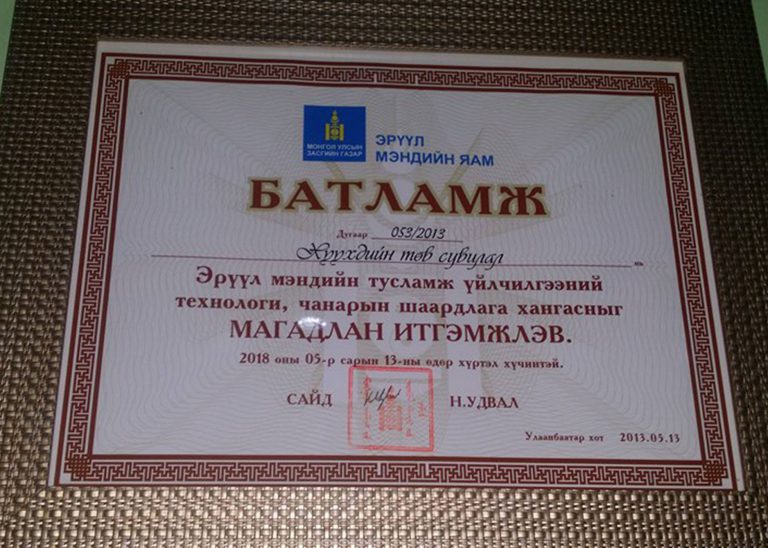 МОНГОЛ УЛСЫН
ЗАСГИЙН ГАЗАР
ЭРҮҮЛ
МЭНДИЙН ЯАМ
БАТЛАМЖ
Дугаар 053/2013
Хүүхдийн төв сувилал нь
Эрүүл мэндийн тусламж үйлчилгээний
технологи, чанарын шаардлага хангасныг
МАГАДЛАН ИТГЭМЖЛЭВ.
2018 оны 05-р сарын 13-ны өдөр хүртэл хүчинтэй.
САЙД Н.УДВАЛ
Улаанбаатар хот 2013.05.13